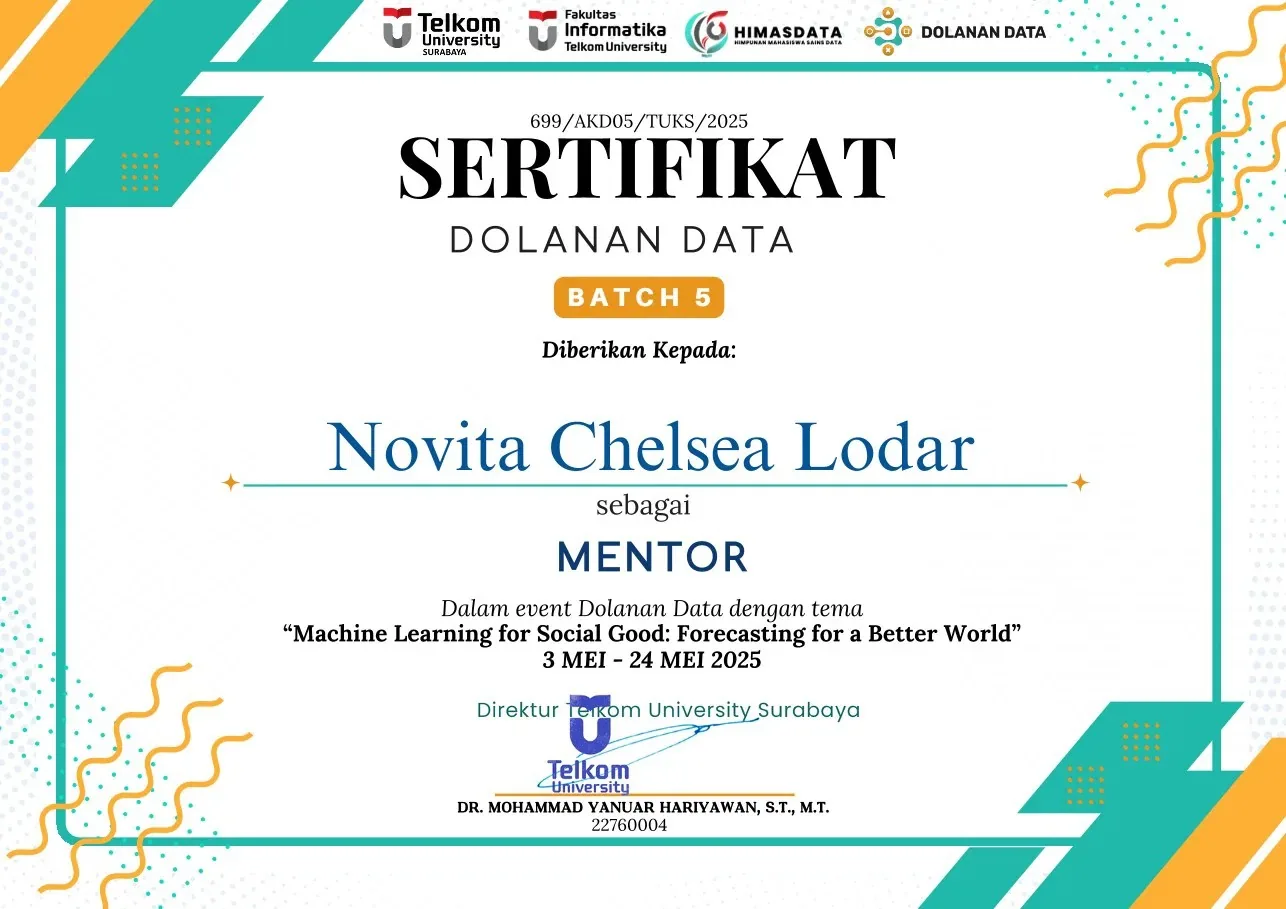 Telkom
University
SURABAYA
Fakultas
Informatika
Telkom University
HIMASDATA
HIMPUNAN MAHASISWA SAINS DATA
DOLANAN DATA
699/AKD05/TUKS/2025
SERTIFIKAT
DOLANAN DATA
BATCH 5
Diberikan Kepada:
Novita Chelsea Lodar
sebagai
MENTOR
Dalam event Dolanan Data dengan tema
“Machine Learning for Social Good: Forecasting for a Better World”
3 MEI - 24 MEI 2025
Direktur Telkom University Surabaya
Telkom
University
DR. MOHAMMAD YANUAR HARIYAWAN, S.T., M.T.
22760004